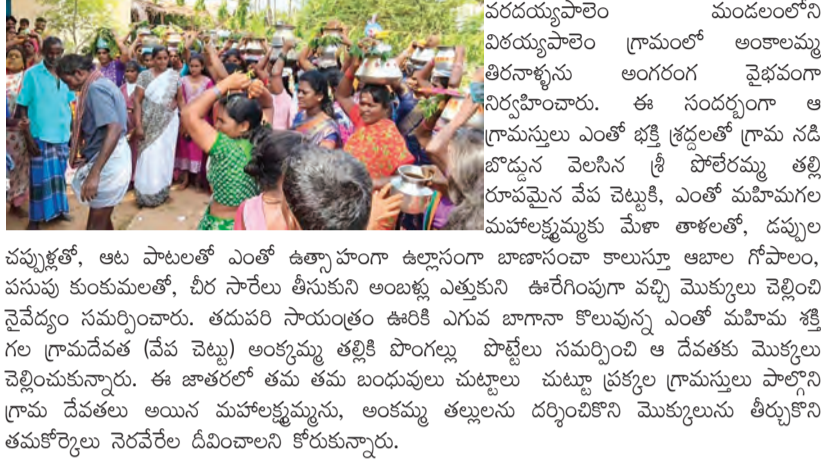 వరదయ్యపాలెం మండలంలోని
విఠయ్యపాలెం గ్రామంలో అంకాలమ్మ
తిరనాళ్ళను అంగరంగ వైభవంగా
నిర్వహించారు. ఈ సందర్భంగా ఆ
గ్రామస్తులు ఎంతో భక్తి శ్రద్దలతో గ్రామ నడి
బొడ్డున వెలసిన శ్రీ పోలేరమ్మ తల్లి
రూపమైన వేప చెట్టుకి, ఎంతో మహిమగల
మహాలక్ష్మమ్మకు మేళా తాళలతో, డప్పుల
చప్పుళ్లతో, ఆట పాటలతో ఎంతో ఉత్సాహంగా ఉల్లాసంగా బాణాసంచా కాలుస్తూ ఆబాల గోపాలం,
పసుపు కుంకుమలతో, చీర సారేలు తీసుకుని అంబళ్లు ఎత్తుకుని ఊరేగింపుగా వచ్చి మొక్కులు చెల్లించి
నైవేద్యం సమర్పించారు. తదుపరి సాయంత్రం ఊరికి ఎగువ బాగానా కొలువున్న ఎంతో మహిమ శక్తి
గల గ్రామదేవత (వేప చెట్టు) అంక్కమ్మ తల్లికి పొంగల్లు పొట్టేలు సమర్పించి ఆ దేవతకు మొక్కలు
చెల్లించుకున్నారు. ఈ జాతరలో తమ తమ బంధువులు చుట్టాలు చుట్టూ ప్రక్కల గ్రామస్తులు పాల్గొని
గ్రామ దేవతలు అయిన మహాలక్ష్మమ్మను, అంకమ్మ తల్లులను దర్శించికొని మొక్కులును తీర్చుకొని
తమకోర్కెలు నెరవేరేల దీవించాలని కోరుకున్నారు.